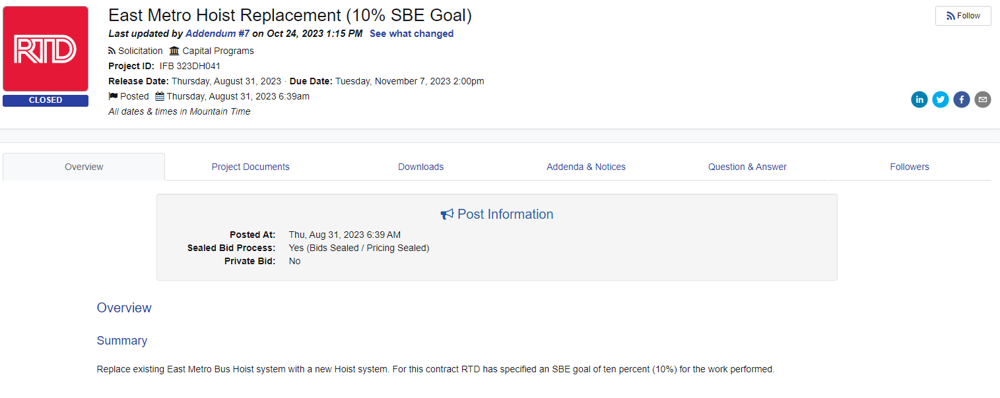 RTD
CLOSED
East Metro Hoist Replacement (10% SBE Goal)
Follow
Last updated by Addendum #7 on Oct 24, 2023 1:15 PM See what changed
Solicitation Capital Programs
Project ID: IFB 323DH041
Release Date: Thursday, August 31, 2023 · Due Date: Tuesday, November 7, 2023 2:00pm
Posted Thursday, August 31, 2023 6:39am
All dates & times in Mountain Time
Overview Project Documents Downloads Addenda & Notices Question & Answer Followers
Post Information
Posted At: Thu, Aug 31, 2023 6:39 AM
Sealed Bid Process: Yes (Bids Sealed / Pricing Sealed)
Private Bid: No
Overview
Summary
Replace existing East Metro Bus Hoist system with a new Hoist system. For this contract RTD has specified an SBE goal of ten percent (10%) for the work performed.